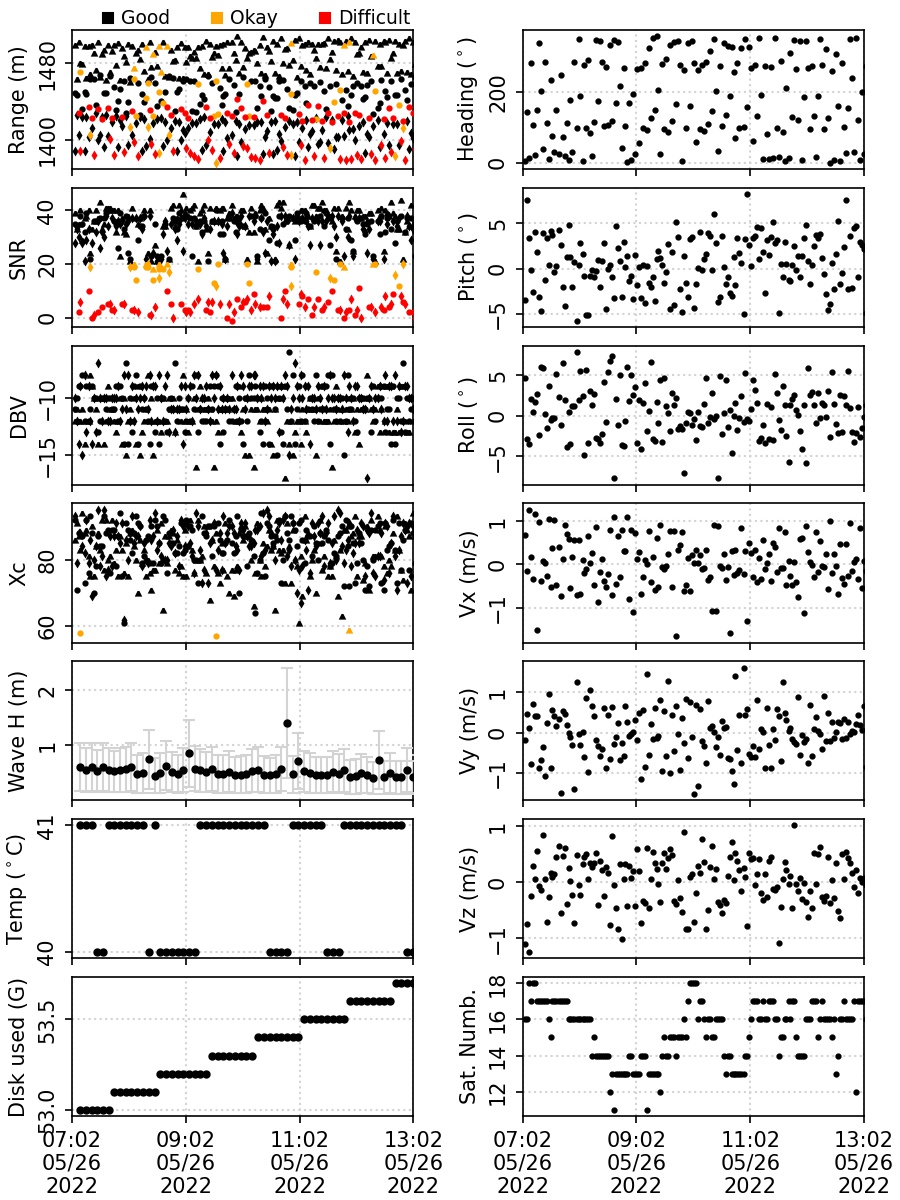 Good Okay Difficult
Range (m)
1480
1400
Heading (°)
200
0
SNR
40
20
0
Pitch (°)
5
0
−5
DBV
−10
−15
Roll (°)
5
0
−5
Xc
80
60
Vx (m/s)
1
0
−1
Wave H (m)
2
1
Vy (m/s)
1
0
−1
Temp (°C)
41
40
Vz (m/s)
1
0
−1
Disk used (G)
53.5
53.0
Sat. Numb.
18
16
14
12
07:02 09:02 11:02 13:02
05/26 05/26 05/26 05/26
2022 2022 2022 2022
07:02 09:02 11:02 13:02
05/26 05/26 05/26 05/26
2022 2022 2022 2022